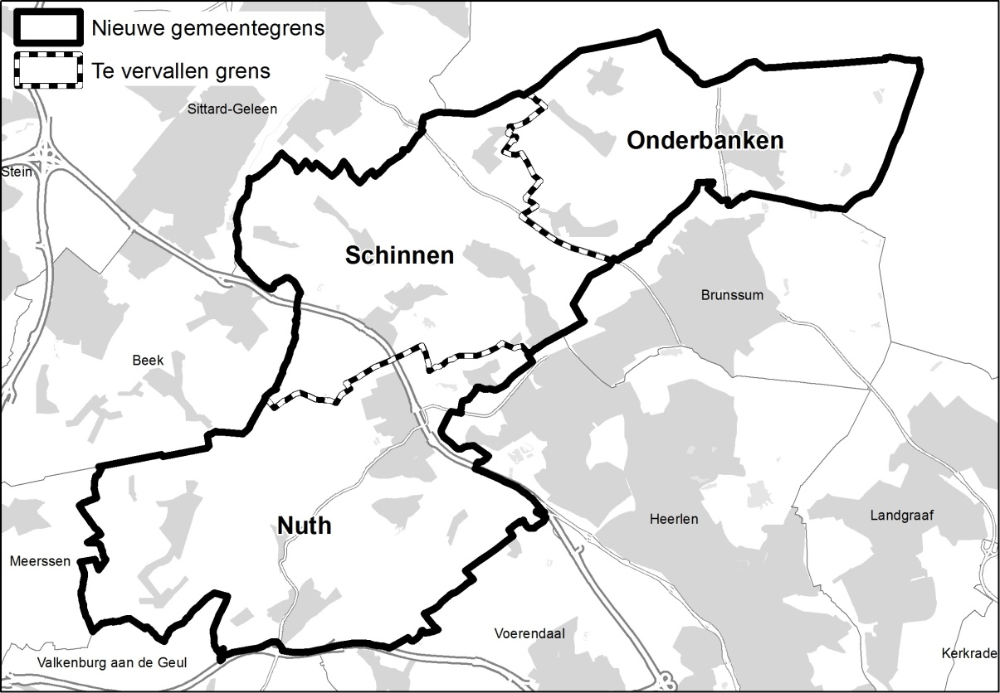 Nieuwe gemeentegrens
Te vervallen grens
Sittard-Geleen
Onderbanken
Stein
Schinnen
Brunssum
Beek
Nuth
Heerlen
Landgraaf
Meerssen
Voerendaal
Kerkrade
Valkenburg aan de Geul